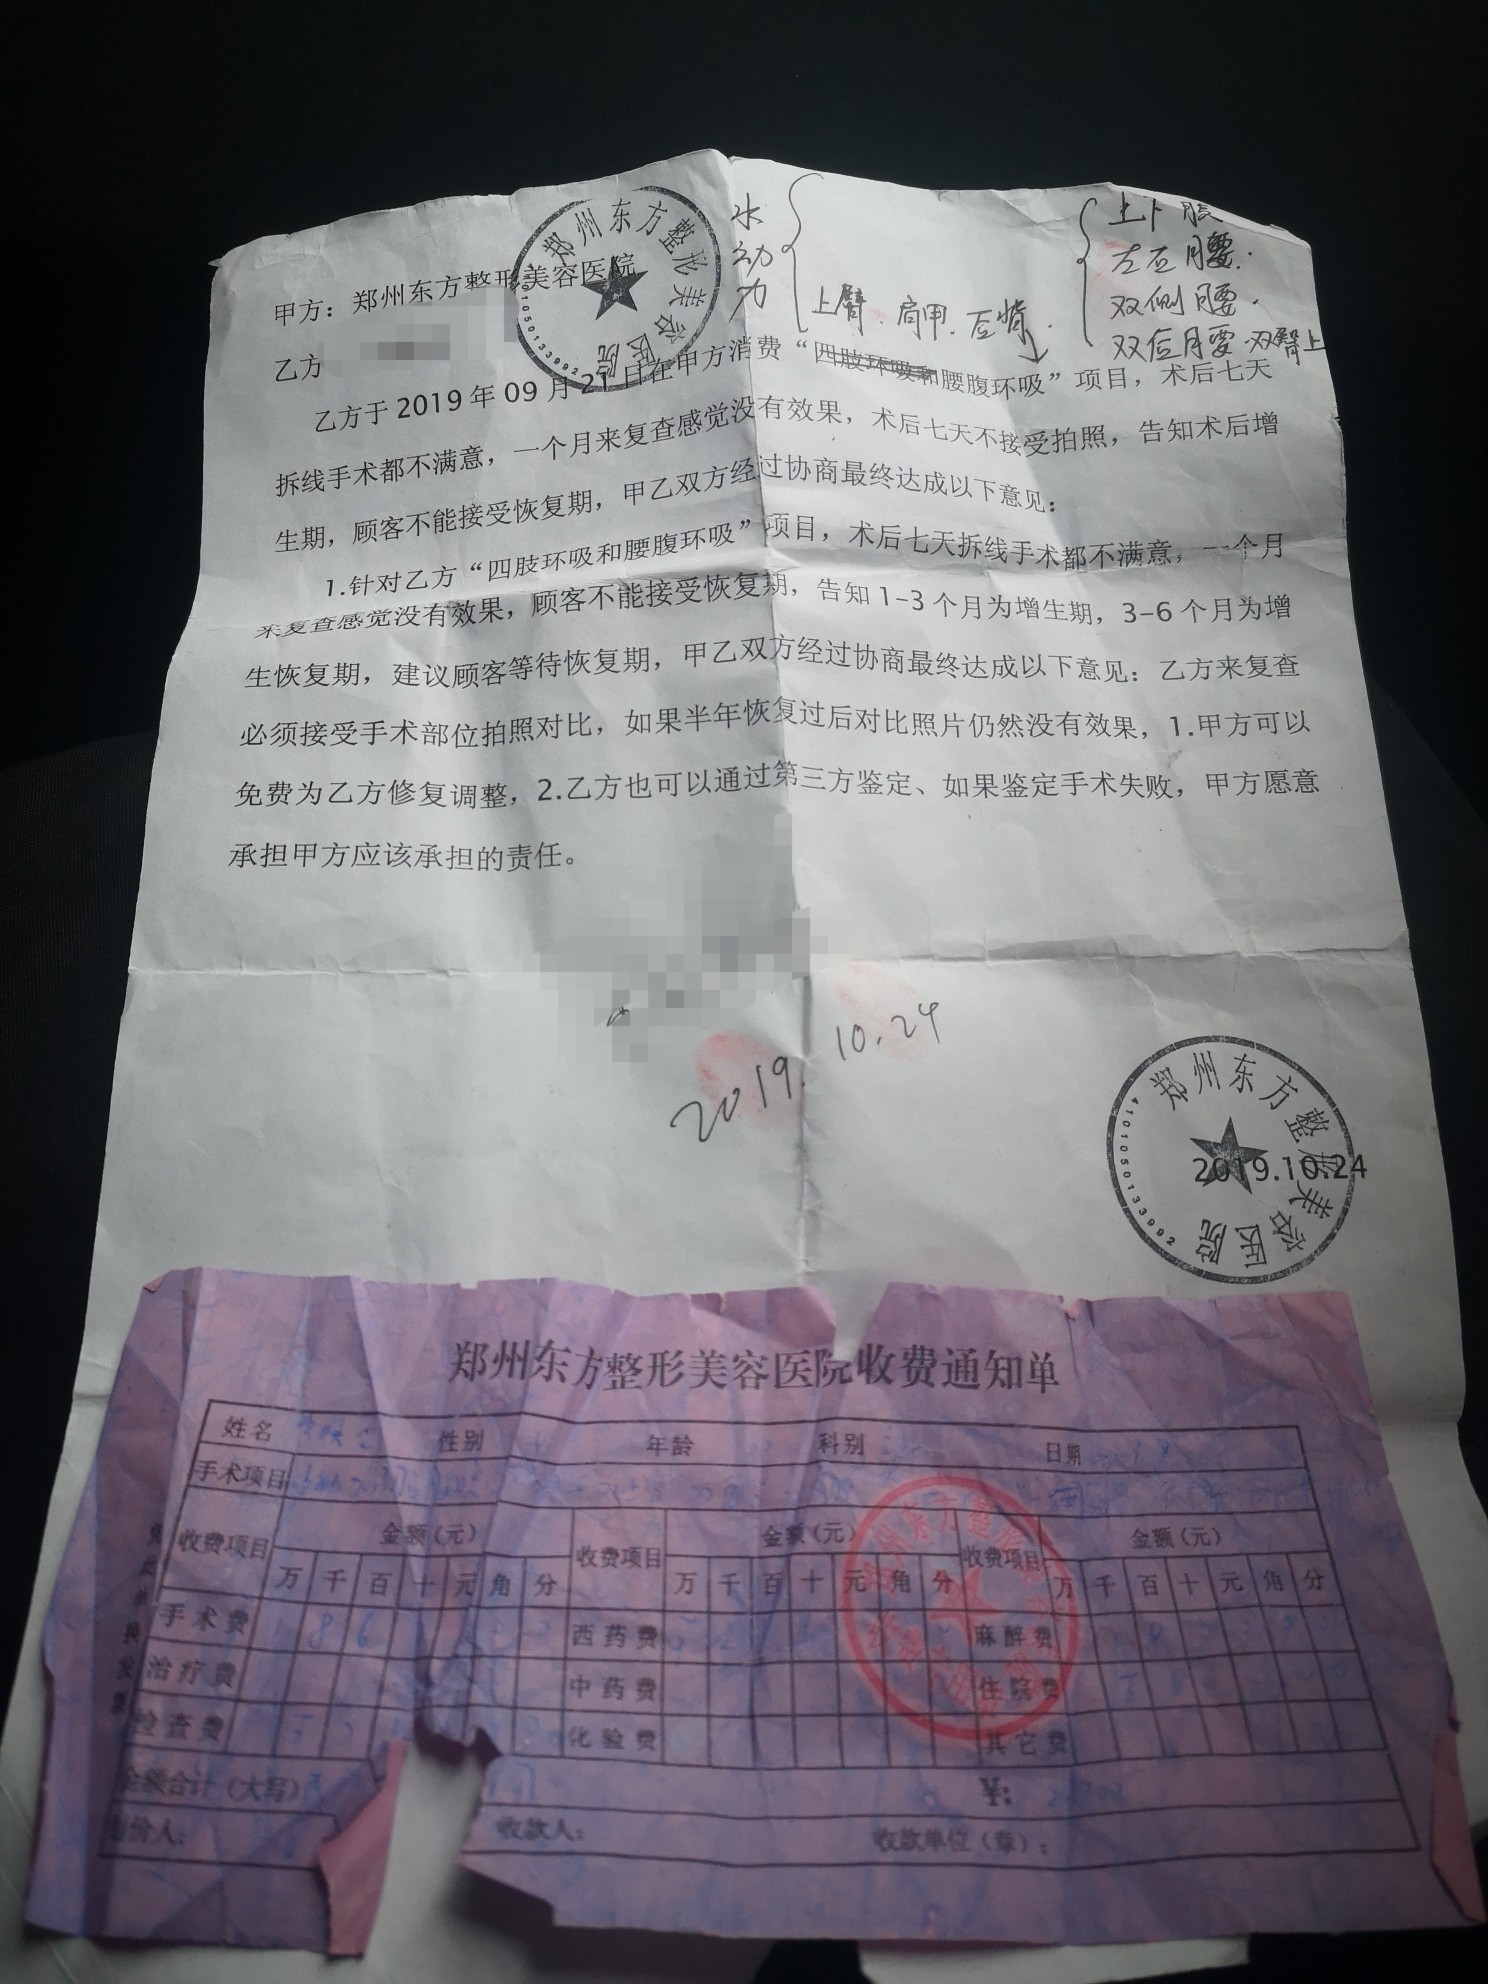 水动力
上下腹
左右腰.
双侧腰.
双后腰.双臀上
上臂.肩甲.后背.
甲方：郑州东方整形美容医院
郑州东方整形美容医院
4101050133992
乙方
乙方于2019年09月21日在甲方消费“四肢环吸和腰腹环吸”项目，术后七天
拆线手术都不满意，一个月来复查感觉没有效果，术后七天不接受拍照，告知术后增
生期，顾客不能接受恢复期，甲乙双方经过协商最终达成以下意见：
1.针对乙方“四肢环吸和腰腹环吸”项目，术后七天拆线手术都不满意，一个月
来复查感觉没有效果，顾客不能接受恢复期，告知1-3个月为增生期，3-6个月为增
生恢复期，建议顾客等待恢复期，甲乙双方经过协商最终达成以下意见：乙方来复查
必须接受手术部位拍照对比，如果半年恢复过后对比照片仍然没有效果，1.甲方可以
免费为乙方修复调整，2.乙方也可以通过第三方鉴定、如果鉴定手术失败，甲方愿意
承担甲方应该承担的责任。
2019.10.24
郑州东方整形美容医院
4101050133992
2019.10.24
郑州东方整形美容医院收费通知单
姓名 性别 年龄 科别 日期
手术项目
收费项目 金额（元） 收费项目 金额（元） 收费项目 金额（元）
万 千 百 十 元 角 分 万 千 百 十 元 角 分 万 千 百 十 元 角 分
手术费 西药费 麻醉费
治疗费 中药费 住院费
检查费 化验费 其它费
金额合计（大写） ¥:
划价人： 收款人： 收款单位（章）：